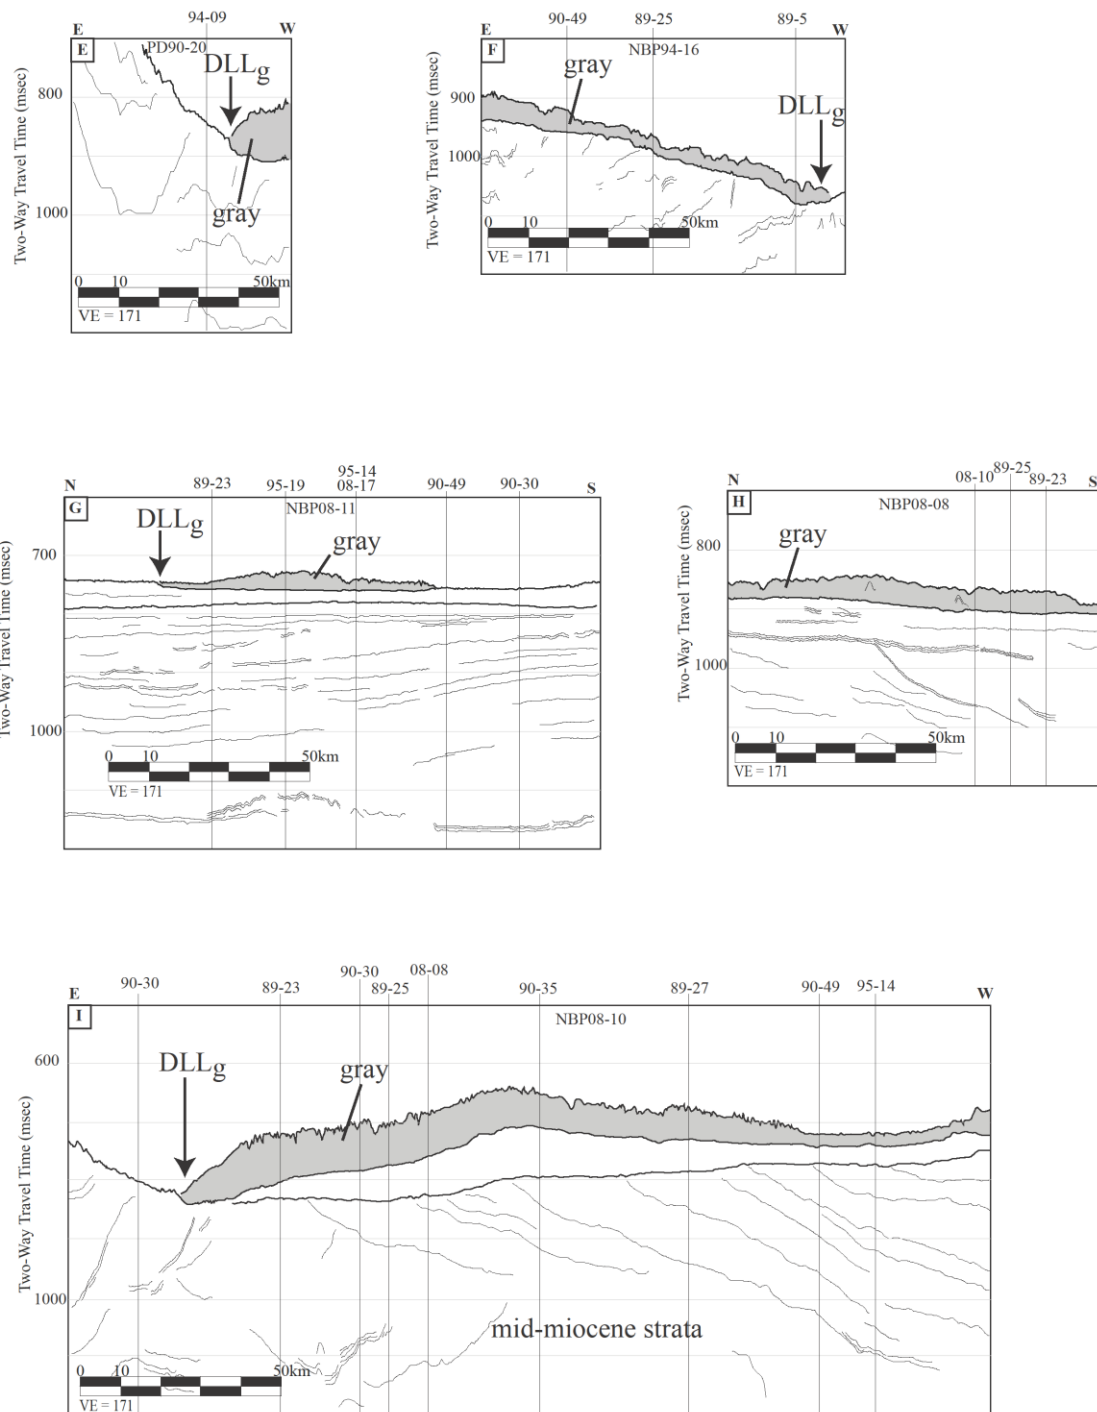 94-09
E W
E
PD90-20
DLLg
800
1000
gray
Two-Way Travel Time (msec)
0 10 50km
VE = 171
90-49 89-25 89-5
E W
F
NBP94-16
gray
DLLg
900
1000
Two-Way Travel Time (msec)
0 10 50km
VE = 171
95-14
N 89-23 95-19 08-17 90-49 90-30 S
G
NBP08-11
DLLg
gray
700
1000
Two-Way Travel Time (msec)
0 10 50km
VE = 171
89-25
N 08-10 89-23 S
H
NBP08-08
gray
800
1000
Two-Way Travel Time (msec)
0 10 50km
VE = 171
90-30 08-08
E 90-30 89-23 89-25 90-35 89-27 90-49 95-14 W
I
NBP08-10
DLLg
gray
600
1000
mid-miocene strata
Two-Way Travel Time (msec)
0 10 50km
VE = 171